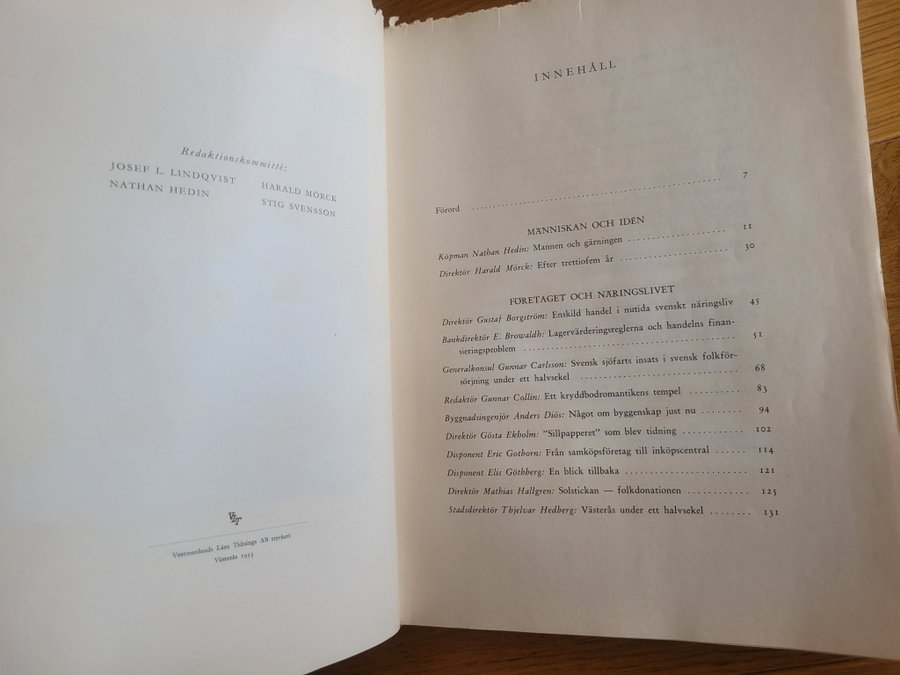 Redaktionskommitté:
JOSEF L. LINDQVIST HARALD MÖRCK
NATHAN HEDIN STIG SVENSSON
VLT
Vestmanlands Läns Tidnings AB tryckeri
Västerås 1953
INNEHÅLL
Förord .......... 7
MÄNNISKAN OCH IDEN
Köpman Nathan Hedin: Mannen och gärningen .......... 11
Direktör Harald Mörck: Efter trettiofem år .......... 30
FÖRETAGET OCH NÄRINGSLIVET
Direktör Gustaf Borgström: Enskild handel i nutida svenskt näringsliv 45
Bankdirektör E. Browaldh: Lagervärderingsreglerna och handelns finan-
sieringsproblem .......... 51
Generalkonsul Gunnar Carlsson: Svensk sjöfarts insats i svensk folkför-
sörjning under ett halvsekel .......... 68
Redaktör Gunnar Collin: Ett kryddbodromantikens tempel .......... 83
Byggnadsingenjör Anders Diös: Något om byggenskap just nu .......... 94
Direktör Gösta Ekholm: "Sillpapperet" som blev tidning .......... 102
Disponent Eric Gotborn: Från samköpsföretag till inköpscentral .......... 114
Disponent Elis Göthberg: En blick tillbaka .......... 121
Direktör Mathias Hallgren: Solstickan — folkdonationen .......... 125
Stadsdirektör Thjelvar Hedberg: Västerås under ett halvsekel .......... 131